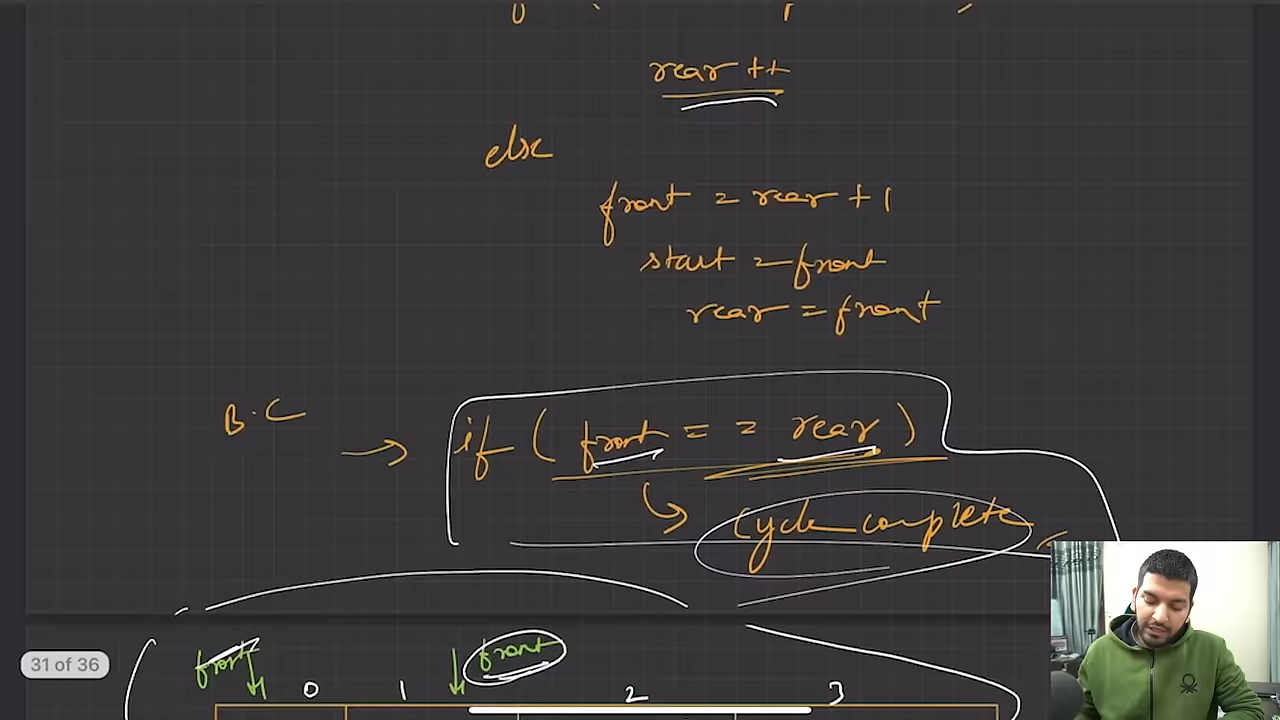 rear ++
else
front = rear + 1
start = front
rear = front
B.C → if ( front = = rear )
↳ cycle complete
front front
0 1 2 3
31 of 36